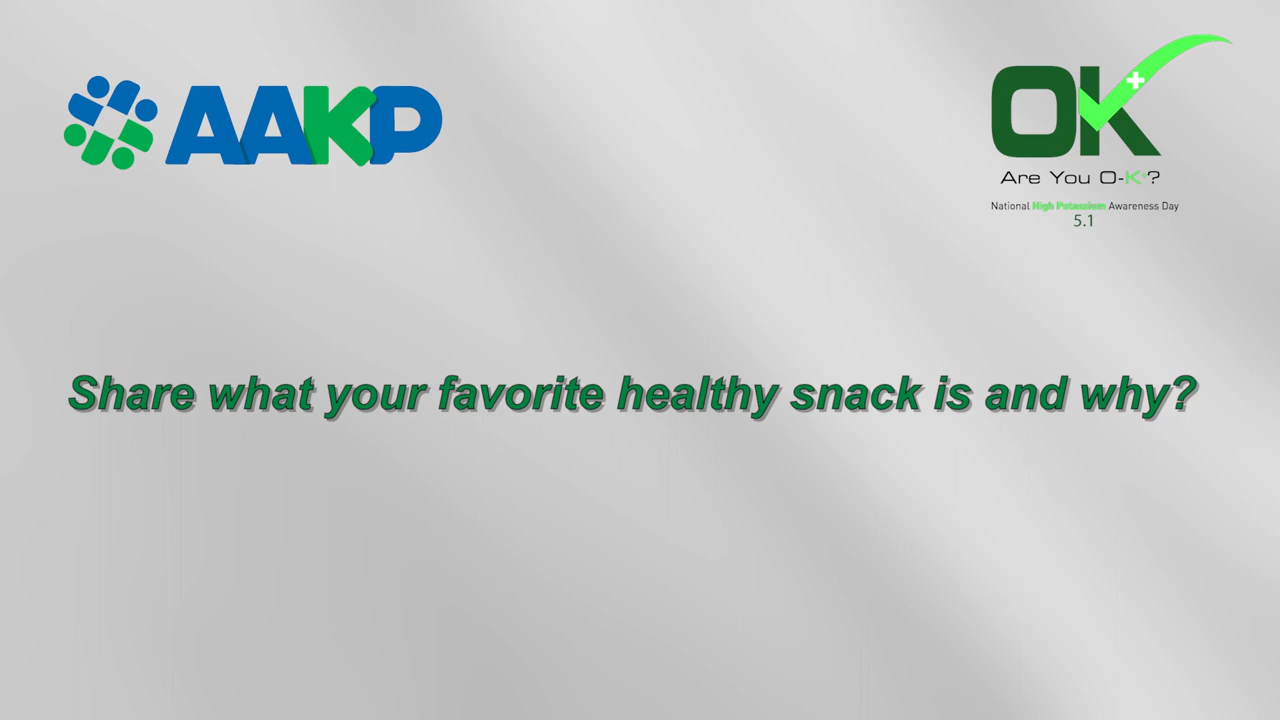 AAKP
OK
Are You O-K+?
National High Potassium Awareness Day
5.1
Share what your favorite healthy snack is and why?